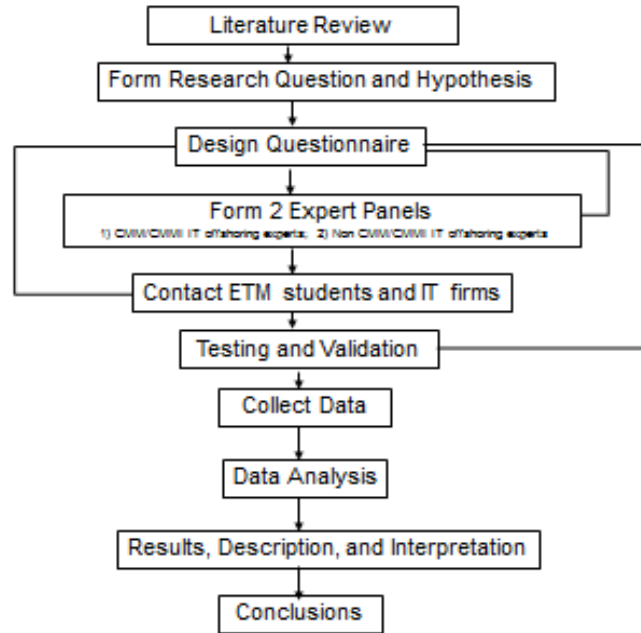 Literature Review
Form Research Question and Hypothesis
Design Questionnaire
Form 2 Expert Panels
1) CMM/CMMI IT offshoring experts, 2) Non CMM/CMMI IT offshoring experts
Contact ETM students and IT firms
Testing and Validation
Collect Data
Data Analysis
Results, Description, and Interpretation
Conclusions